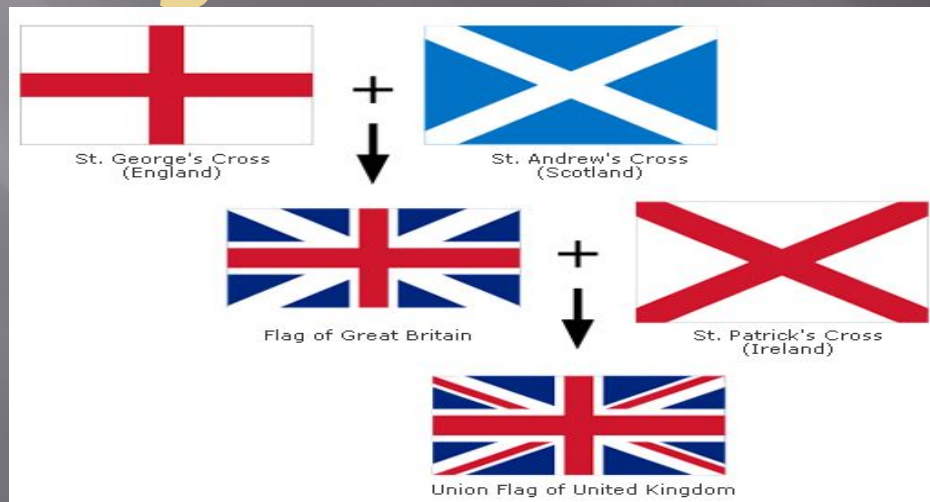 St. George's Cross
(England)
St. Andrew's Cross
(Scotland)
Flag of Great Britain
St. Patrick's Cross
(Ireland)
Union Flag of United Kingdom